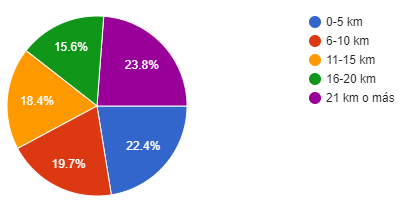 23.8%
22.4%
19.7%
18.4%
15.6%
0-5 km
6-10 km
11-15 km
16-20 km
21 km o más